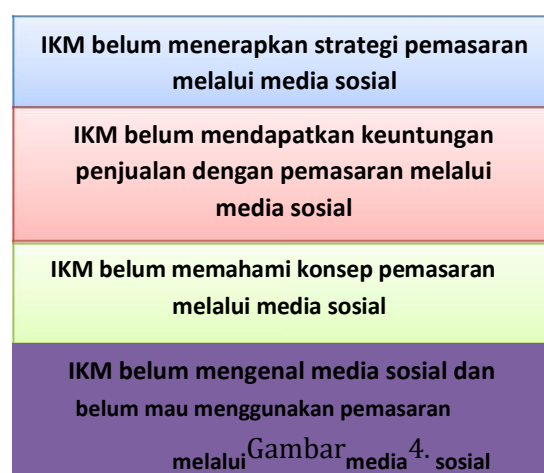 IKM belum menerapkan strategi pemasaran
melalui media sosial
IKM belum mendapatkan keuntungan
penjualan dengan pemasaran melalui
media sosial
IKM belum memahami konsep pemasaran
melalui media sosial
IKM belum mengenal media sosial dan
belum mau menggunakan pemasaran
melalui Gambar media 4. sosial